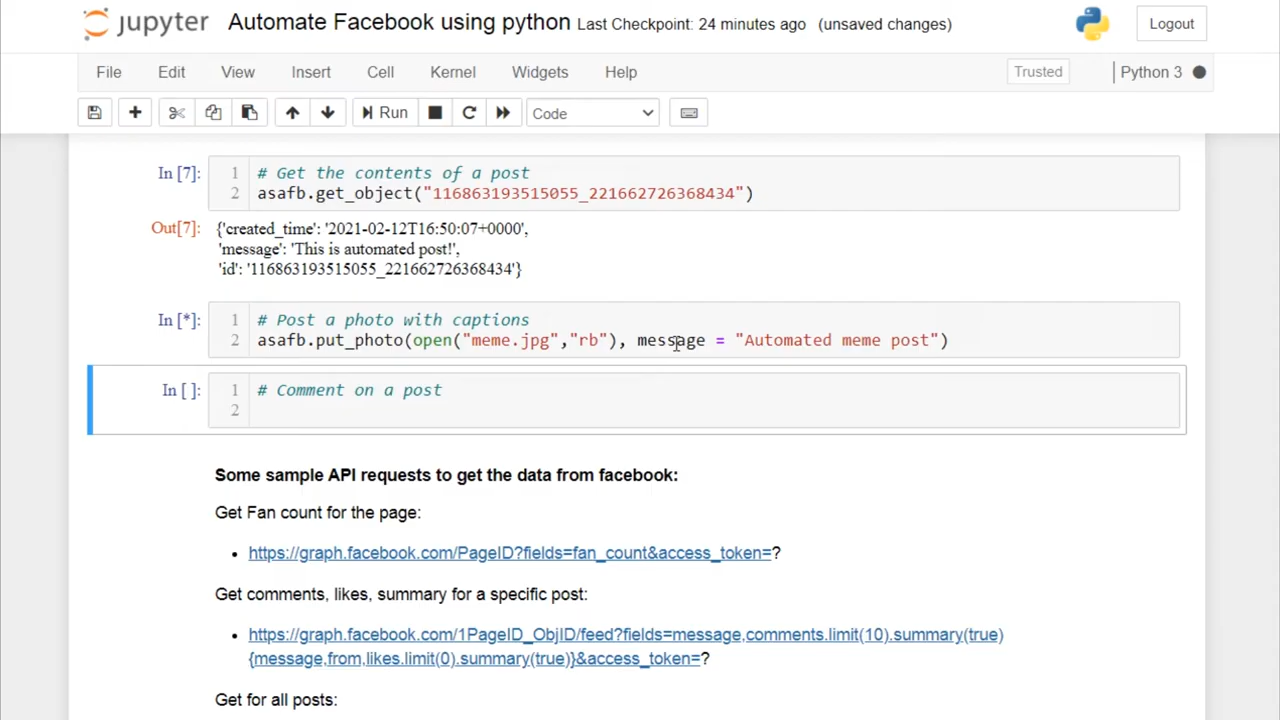 jupyter Automate Facebook using python Last Checkpoint: 24 minutes ago (unsaved changes) Logout
File Edit View Insert Cell Kernel Widgets Help Trusted Python 3
Run Code
In [7]: 1 # Get the contents of a post
2 asafb.get_object("116863193515055_221662726368434")
Out[7]: {'created_time': '2021-02-12T16:50:07+0000',
'message': 'This is automated post!',
'id': '116863193515055_221662726368434'}
In [*]: 1 # Post a photo with captions
2 asafb.put_photo(open("meme.jpg","rb"), message = "Automated meme post")
In [ ]: 1 # Comment on a post
2
Some sample API requests to get the data from facebook:
Get Fan count for the page:
• https://graph.facebook.com/PageID?fields=fan_count&access_token=?
Get comments, likes, summary for a specific post:
• https://graph.facebook.com/1PageID_ObjID/feed?fields=message,comments.limit(10).summary(true)
{message,from,likes.limit(0).summary(true)}&access_token=?
Get for all posts: